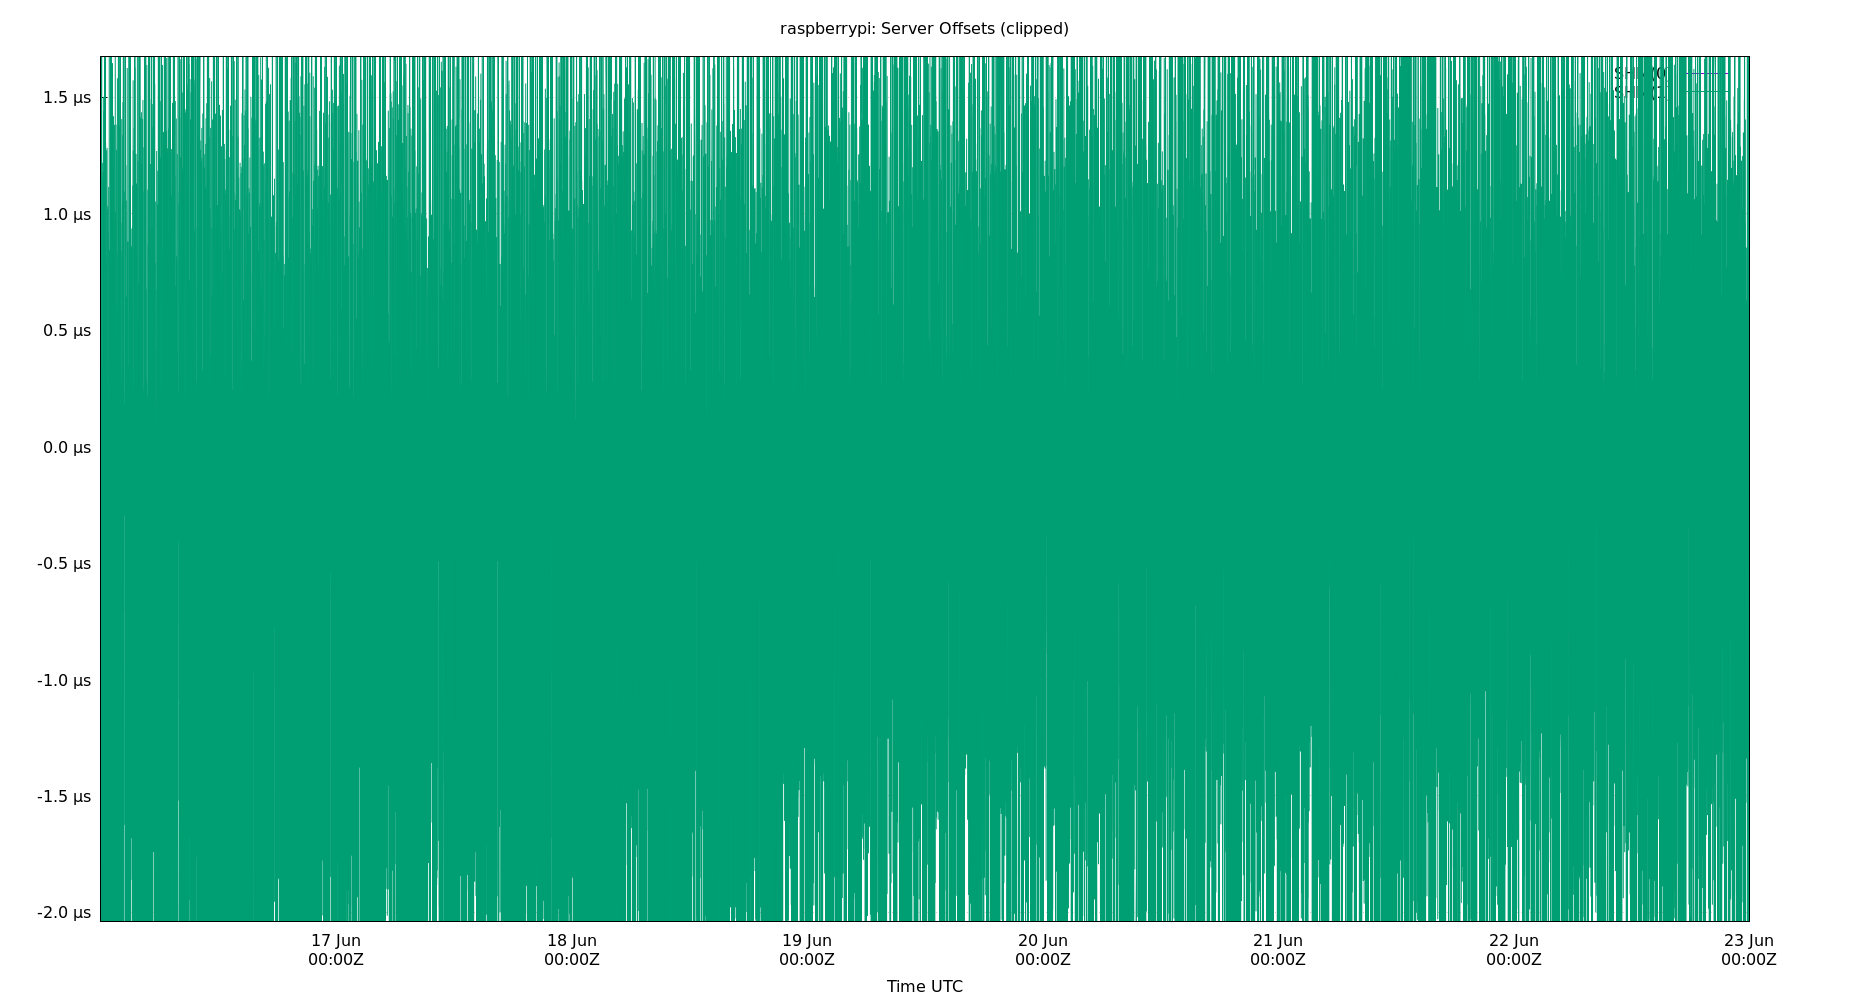 raspberrypi: Server Offsets (clipped)
1.5 µs
1.0 µs
0.5 µs
0.0 µs
-0.5 µs
-1.0 µs
-1.5 µs
-2.0 µs
17 Jun
00:00Z
18 Jun
00:00Z
19 Jun
00:00Z
20 Jun
00:00Z
21 Jun
00:00Z
22 Jun
00:00Z
23 Jun
00:00Z
Time UTC